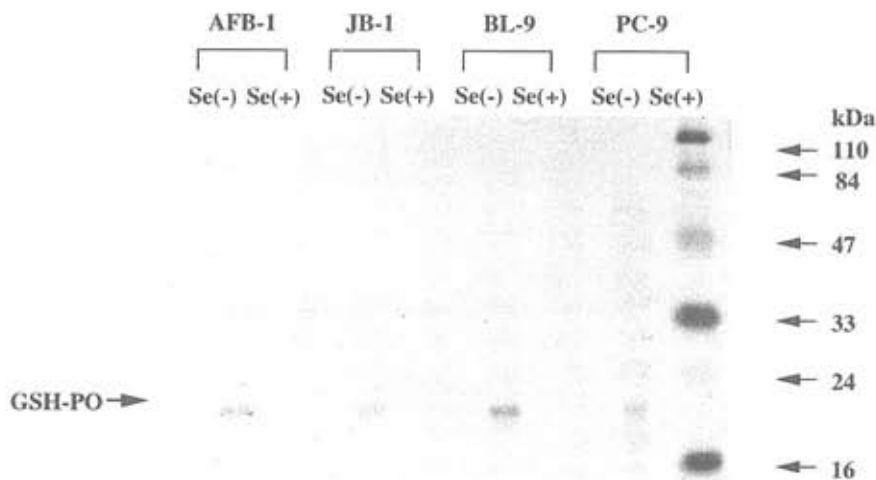 AFB-1 JB-1 BL-9 PC-9
Se(-) Se(+) Se(-) Se(+) Se(-) Se(+) Se(-) Se(+)
kDa
110
84
47
33
24
GSH-PO
16